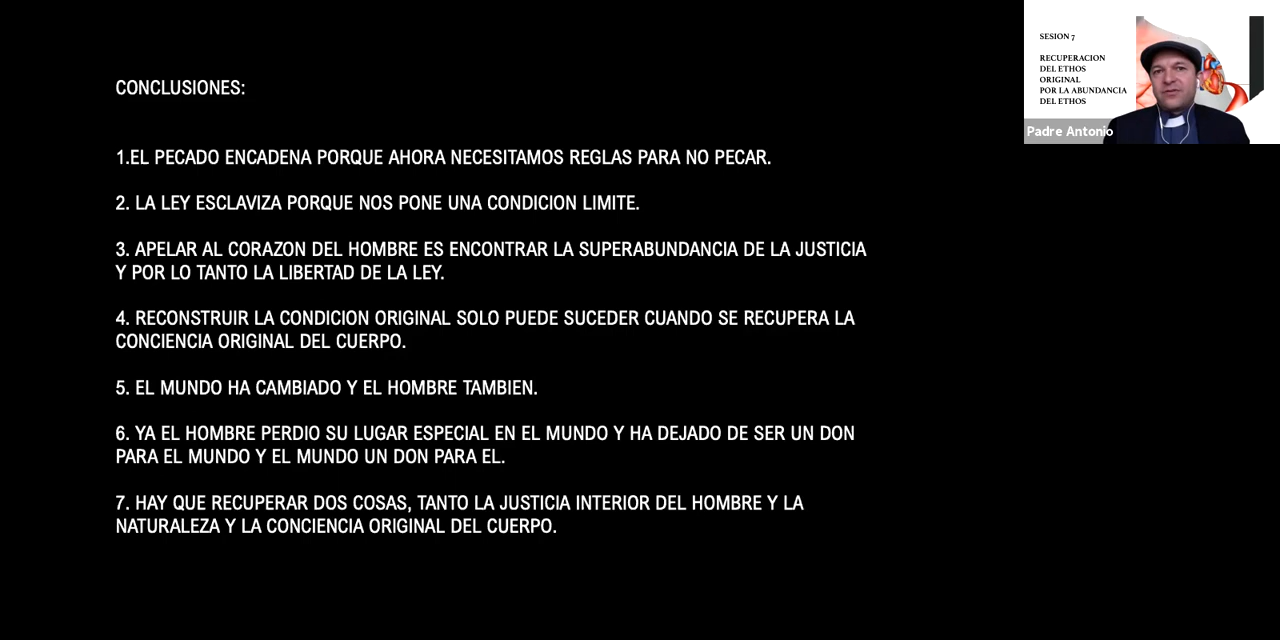 CONCLUSIONES:
1.EL PECADO ENCADENA PORQUE AHORA NECESITAMOS REGLAS PARA NO PECAR.
2. LA LEY ESCLAVIZA PORQUE NOS PONE UNA CONDICION LIMITE.
3. APELAR AL CORAZON DEL HOMBRE ES ENCONTRAR LA SUPERABUNDANCIA DE LA JUSTICIA
Y POR LO TANTO LA LIBERTAD DE LA LEY.
4. RECONSTRUIR LA CONDICION ORIGINAL SOLO PUEDE SUCEDER CUANDO SE RECUPERA LA
CONCIENCIA ORIGINAL DEL CUERPO.
5. EL MUNDO HA CAMBIADO Y EL HOMBRE TAMBIEN.
6. YA EL HOMBRE PERDIO SU LUGAR ESPECIAL EN EL MUNDO Y HA DEJADO DE SER UN DON
PARA EL MUNDO Y EL MUNDO UN DON PARA EL.
7. HAY QUE RECUPERAR DOS COSAS, TANTO LA JUSTICIA INTERIOR DEL HOMBRE Y LA
NATURALEZA Y LA CONCIENCIA ORIGINAL DEL CUERPO.
SESION 7
RECUPERACION
DEL ETHOS
ORIGINAL
POR LA ABUNDANCIA
DEL ETHOS
Padre Antonio